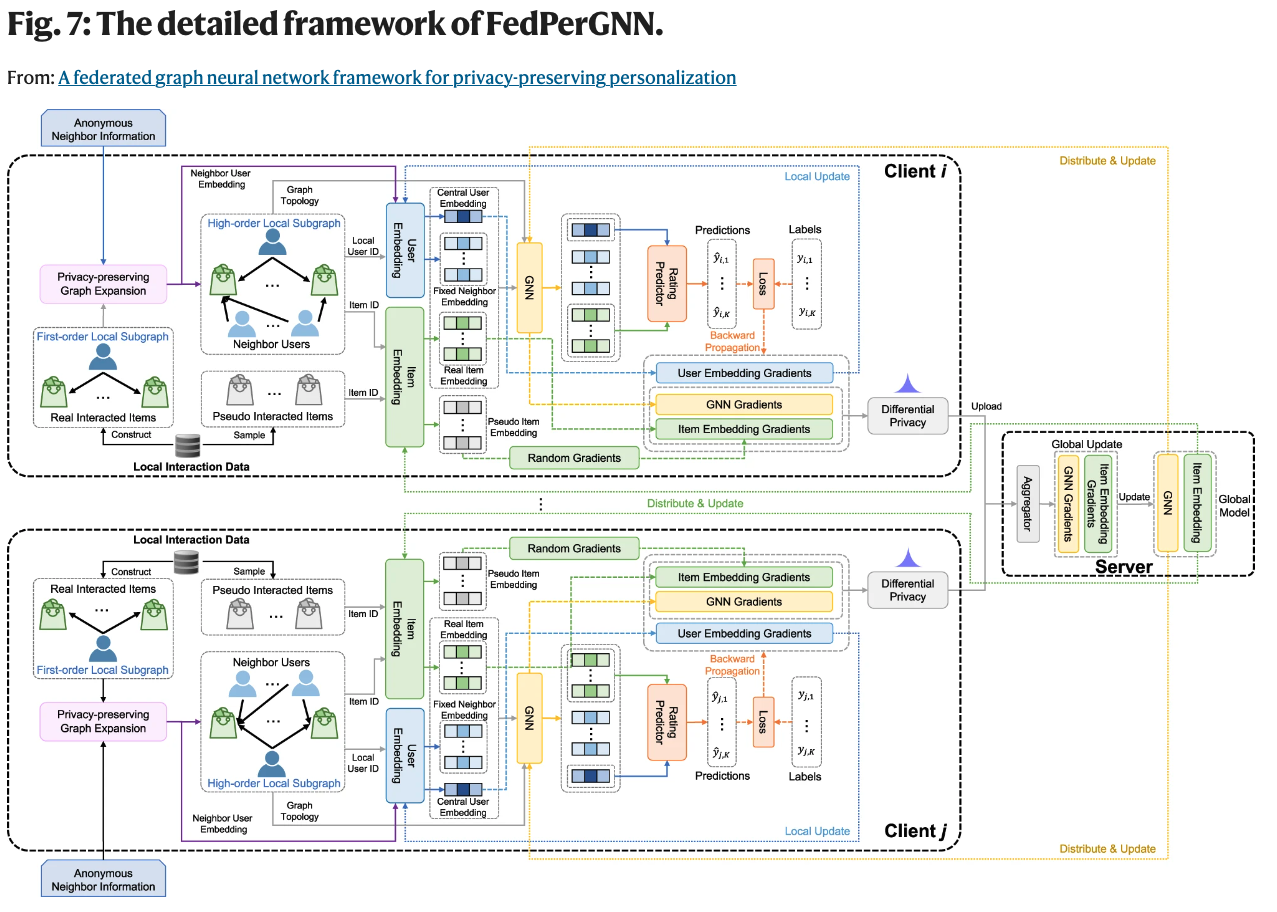 Fig. 7: The detailed framework of FedPerGNN.
From: A federated graph neural network framework for privacy-preserving personalization
Anonymous
Neighbor Information
Distribute & Update
Client i
Neighbor User
Embedding
Graph
Topology
Local Update
High-order Local Subgraph
...
...
Neighbor Users
Privacy-preserving
Graph Expansion
First-order Local Subgraph
...
Real Interacted Items
...
Pseudo Interacted Items
Construct
Sample
Local Interaction Data
Local
User ID
Item ID
Item ID
User
Embedding
Item
Embedding
Central User
Embedding
Fixed Neighbor
Embedding
Real Item
Embedding
Pseudo Item
Embedding
GNN
Rating
Predictor
Predictions
ŷi,1
⋮
ŷi,K
Loss
Labels
yi,1
⋮
yi,K
Backward
Propagation
User Embedding Gradients
GNN Gradients
Item Embedding Gradients
Random Gradients
Differential
Privacy
Upload
⋮
Distribute & Update
Aggregator
Global Update
GNN Gradients
Item Embedding
Gradients
Update
GNN
Item Embedding
Global
Model
Server
Local Interaction Data
Construct
Sample
Real Interacted Items
...
First-order Local Subgraph
Pseudo Interacted Items
...
Privacy-preserving
Graph Expansion
Neighbor Users
...
...
High-order Local Subgraph
Item ID
Item ID
Local
User ID
Neighbor User
Embedding
Graph
Topology
Item
Embedding
User
Embedding
Pseudo Item
Embedding
Real Item
Embedding
Fixed Neighbor
Embedding
Central User
Embedding
Random Gradients
Item Embedding Gradients
GNN Gradients
User Embedding Gradients
Differential
Privacy
Backward
Propagation
GNN
Rating
Predictor
ŷj,1
⋮
ŷj,K
Predictions
Loss
yj,1
⋮
yj,K
Labels
Local Update
Client j
Distribute & Update
Anonymous
Neighbor Information